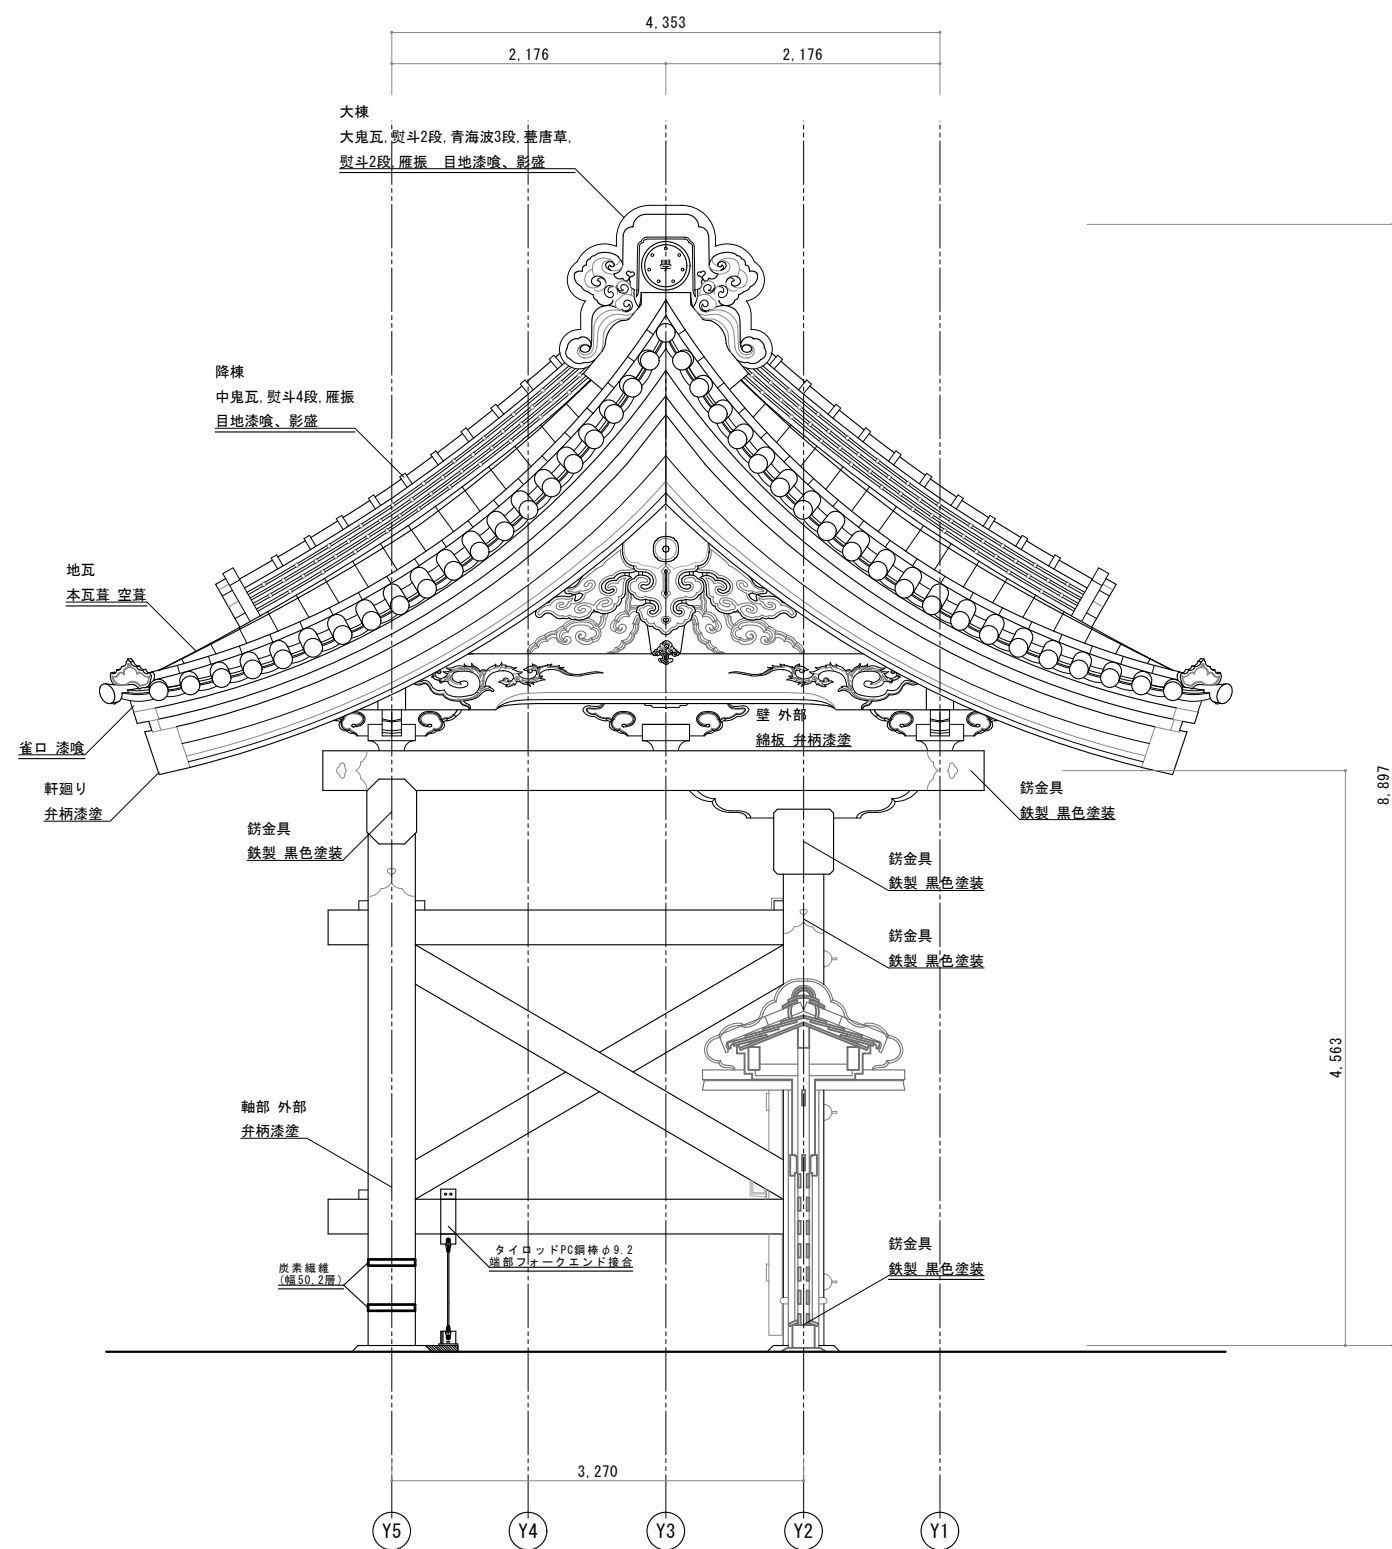 4,353
2,176
2,176
大棟
大鬼瓦,熨斗2段,青海波3段,甍唐草,
熨斗2段,雁振 目地漆喰、影盛
學
降棟
中鬼瓦,熨斗4段,雁振
目地漆喰、影盛
地瓦
本瓦葺 空葺
雀口 漆喰
軒廻り
弁柄漆塗
壁 外部
綿板 弁柄漆塗
錺金具
鉄製 黒色塗装
錺金具
鉄製 黒色塗装
錺金具
鉄製 黒色塗装
錺金具
鉄製 黒色塗装
8,897
4,563
軸部 外部
弁柄漆塗
タイロッドPC鋼棒φ9.2
端部フォークエンド接合
炭素繊維
(幅50,2層)
錺金具
鉄製 黒色塗装
3,270
Y5
Y4
Y3
Y2
Y1